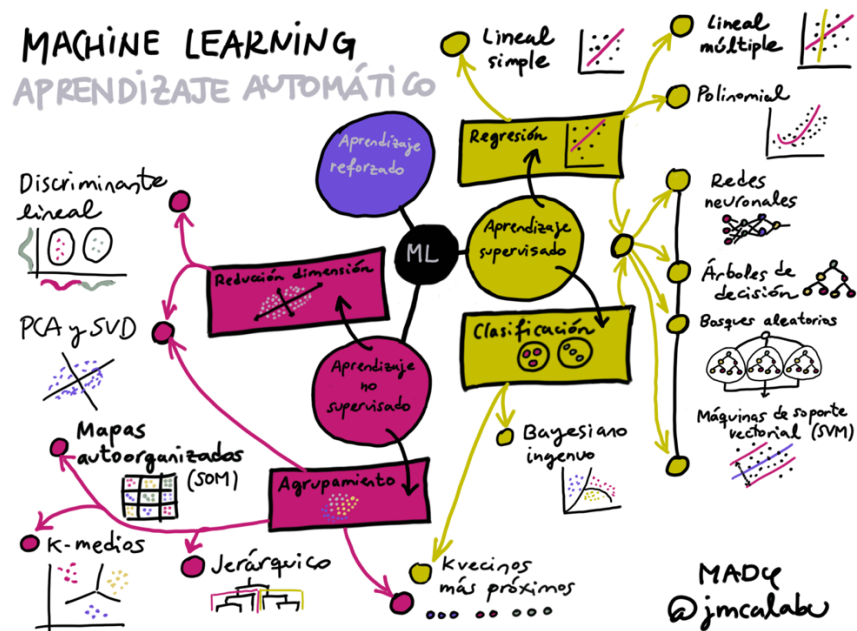 MACHINE LEARNING
APRENDIZAJE AUTOMÁTICO
Lineal
simple
Lineal
múltiple
Polinomial
Regresión
Aprendizaje
reforzado
ML
Aprendizaje
supervisado
Redes
neuronales
Árboles de
decisión
Bosques aleatorios
Máquinas de soporte
vectorial (SVM)
Clasificación
Bayesiano
ingenuo
Discriminante
lineal
Reducción dimensión
PCA y SVD
Aprendizaje
no
supervisado
Mapas
autoorganizados
(SOM)
Agrupamiento
K-medios
Jerárquico
K vecinos
más próximos
MADY
@jmcalabu